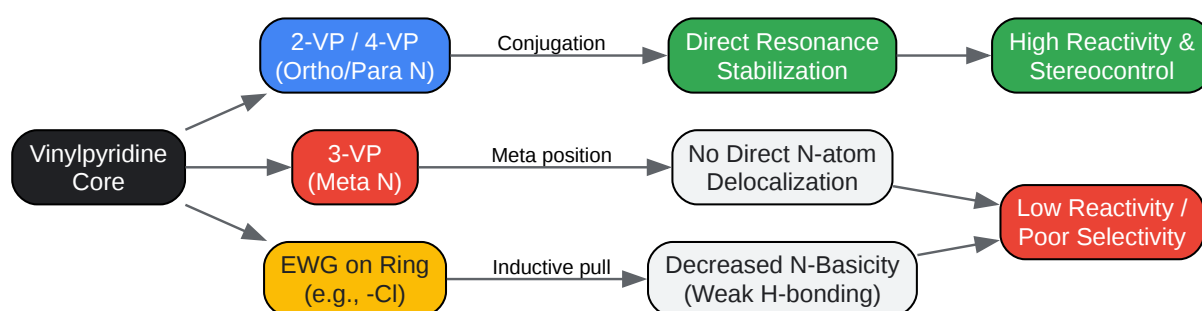 2-VP / 4-VP
(Ortho/Para N)
Conjugation
Direct Resonance
Stabilization
High Reactivity &
Stereocontrol
Vinylpyridine
Core
3-VP
(Meta N)
Meta position
No Direct N-atom
Delocalization
Low Reactivity /
Poor Selectivity
EWG on Ring
(e.g., -Cl)
Inductive pull
Decreased N-Basicity
(Weak H-bonding)